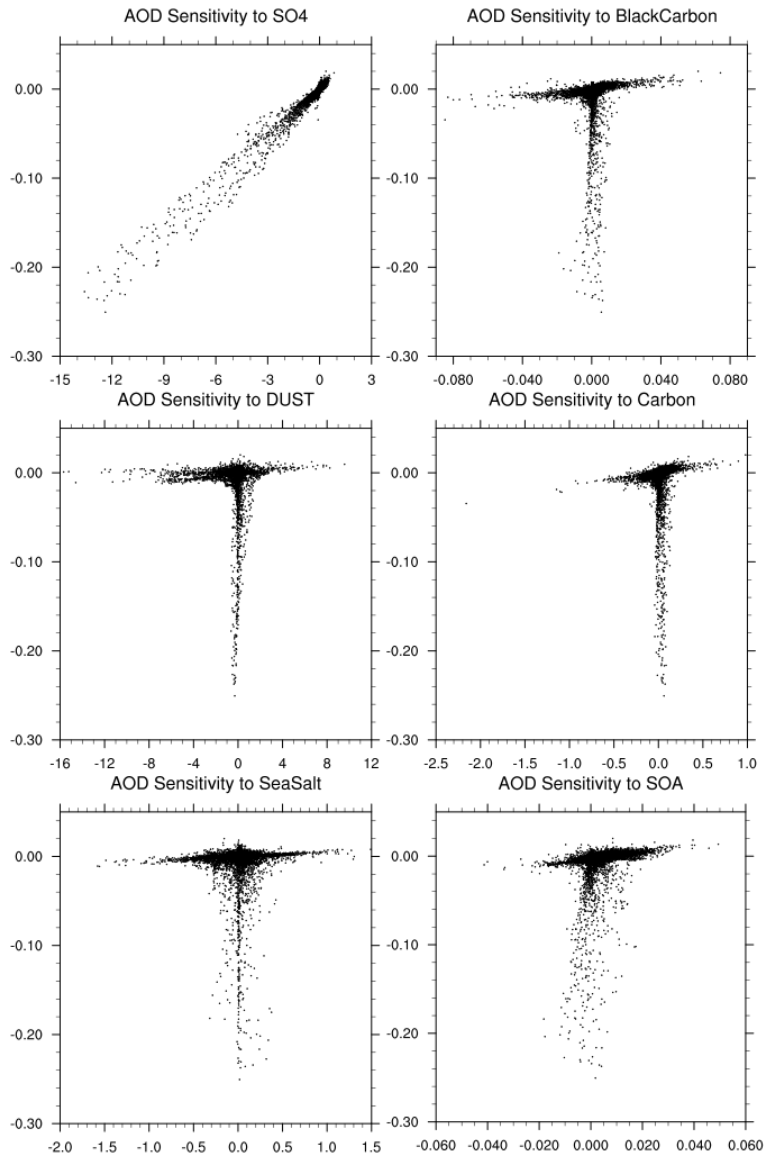 AOD Sensitivity to SO4
0.00
-0.10
-0.20
-0.30
-15 -12 -9 -6 -3 0 3
AOD Sensitivity to BlackCarbon
0.00
-0.10
-0.20
-0.30
-0.080 -0.040 0.000 0.040 0.080
AOD Sensitivity to DUST
0.00
-0.10
-0.20
-0.30
-16 -12 -8 -4 0 4 8 12
AOD Sensitivity to Carbon
0.00
-0.10
-0.20
-0.30
-2.5 -2.0 -1.5 -1.0 -0.5 0.0 0.5 1.0
AOD Sensitivity to SeaSalt
0.00
-0.10
-0.20
-0.30
-2.0 -1.5 -1.0 -0.5 0.0 0.5 1.0 1.5
AOD Sensitivity to SOA
0.00
-0.10
-0.20
-0.30
-0.060 -0.040 -0.020 0.000 0.020 0.040 0.060